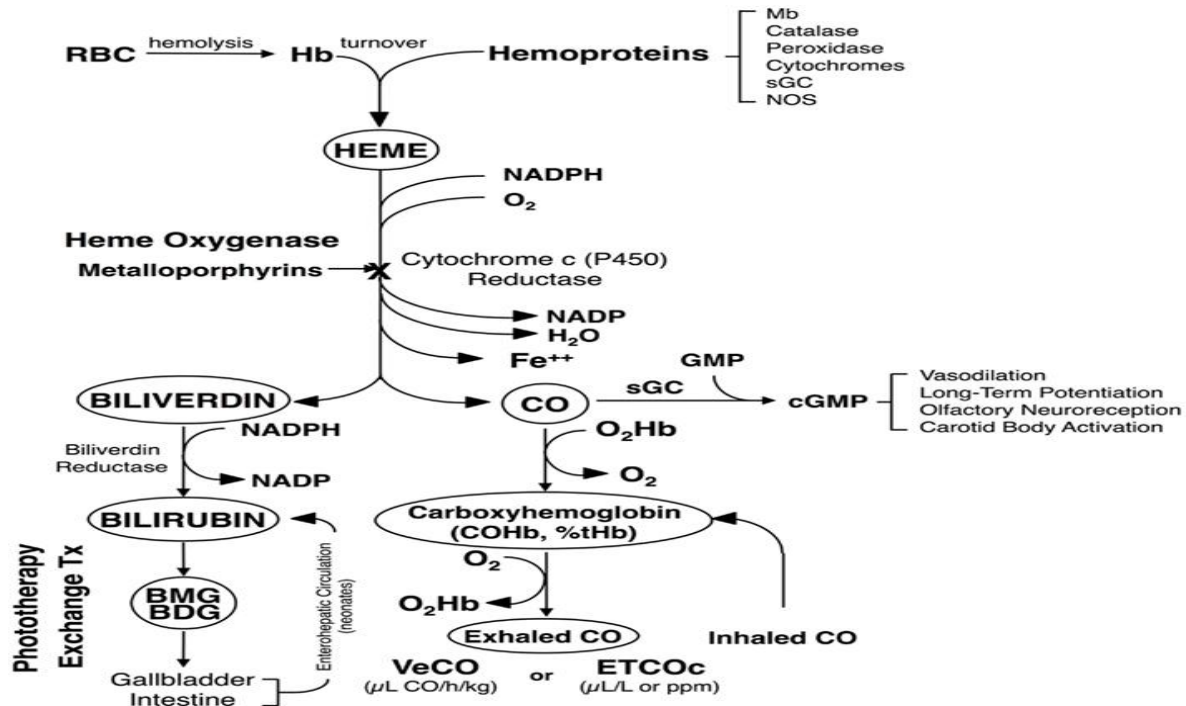 Mb
Catalase
Peroxidase
Cytochromes
sGC
NOS
RBC hemolysis Hb turnover Hemoproteins
HEME
NADPH
O₂
Heme Oxygenase
Metalloporphyrins X Cytochrome c (P450)
Reductase
NADP
H₂O
Fe⁺⁺
BILIVERDIN
CO
sGC
GMP
cGMP
Vasodilation
Long-Term Potentiation
Olfactory Neuroreception
Carotid Body Activation
NADPH
Biliverdin
Reductase
NADP
O₂Hb
O₂
BILIRUBIN
Carboxyhemoglobin
(COHb, %tHb)
Phototherapy
Exchange Tx
BMG
BDG
Enterohepatic Circulation
(neonates)
O₂
O₂Hb
Exhaled CO
Inhaled CO
Gallbladder
Intestine
VeCO or ETCOc
(µL CO/h/kg) (µL/L or ppm)